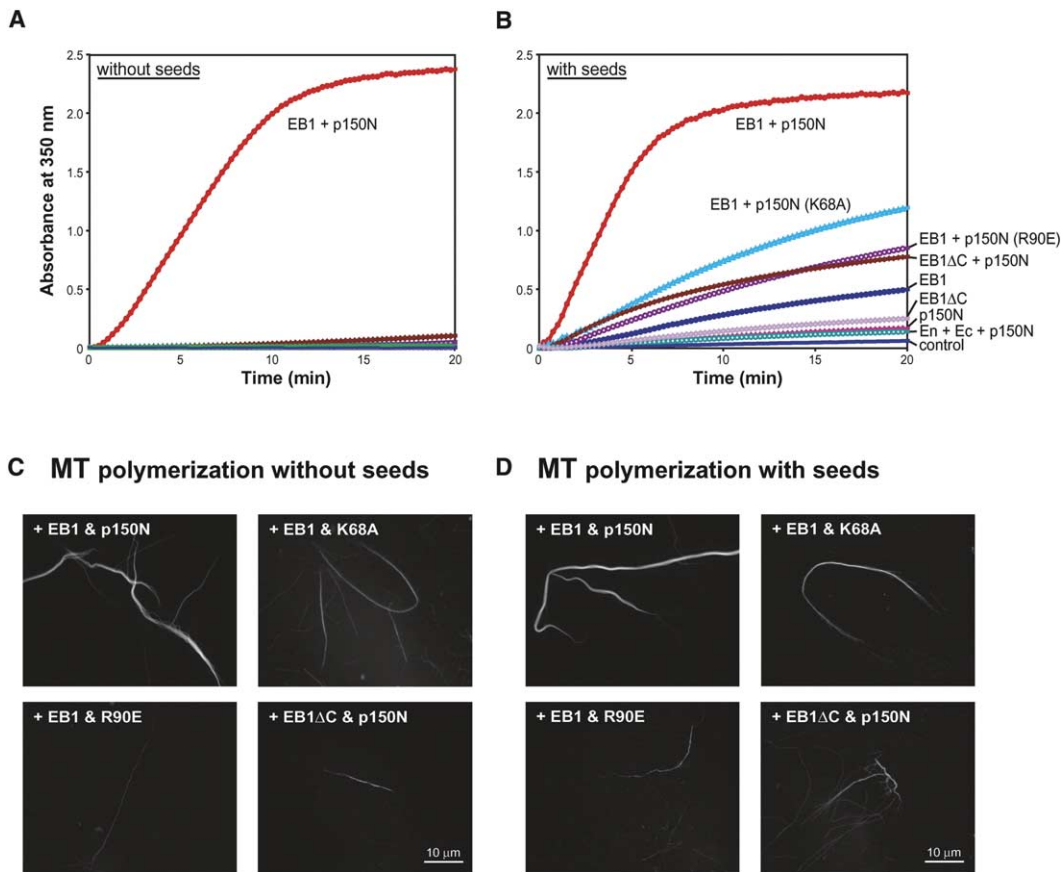 A
without seeds
EB1 + p150N
Absorbance at 350 nm
2.5
2.0
1.5
1.0
0.5
0
0 5 10 15 20
Time (min)
B
with seeds
EB1 + p150N
EB1 + p150N (K68A)
EB1 + p150N (R90E)
EB1ΔC + p150N
EB1
EB1ΔC
p150N
En + Ec + p150N
control
2.5
2.0
1.5
1.0
0.5
0
0 5 10 15 20
Time (min)
C MT polymerization without seeds
+ EB1 & p150N
+ EB1 & K68A
+ EB1 & R90E
+ EB1ΔC & p150N
10 μm
D MT polymerization with seeds
+ EB1 & p150N
+ EB1 & K68A
+ EB1 & R90E
+ EB1ΔC & p150N
10 μm